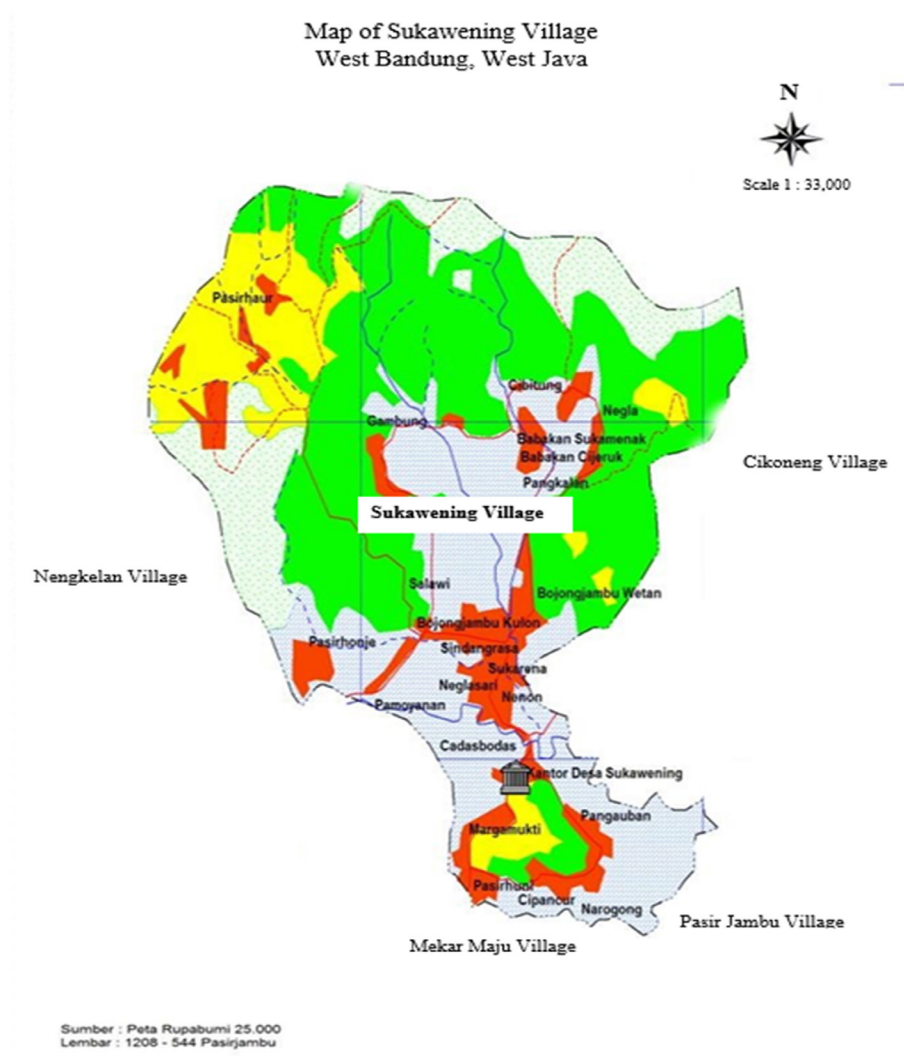 Map of Sukawening Village
West Bandung, West Java
N
Scale 1 : 33,000
Pasirhaur
Cibitung
Negla
Gambung
Babakan Sukamenak
Babakan Cijeruk
Cikoneng Village
Pangkalan
Sukawening Village
Nengkelan Village
Salawi
Bojongjambu Wetan
Bojongjambu Kulon
Pasirhonje
Sindangrasa
Sukarena
Neglasari
Nenon
Pamoyanan
Cadasbodas
Kantor Desa Sukawening
Pangauban
Margamukti
Pasirhuni
Cipancur
Narogong
Pasir Jambu Village
Mekar Maju Village
Sumber : Peta Rupabumi 25.000
Lembar : 1208 - 544 Pasirjambu